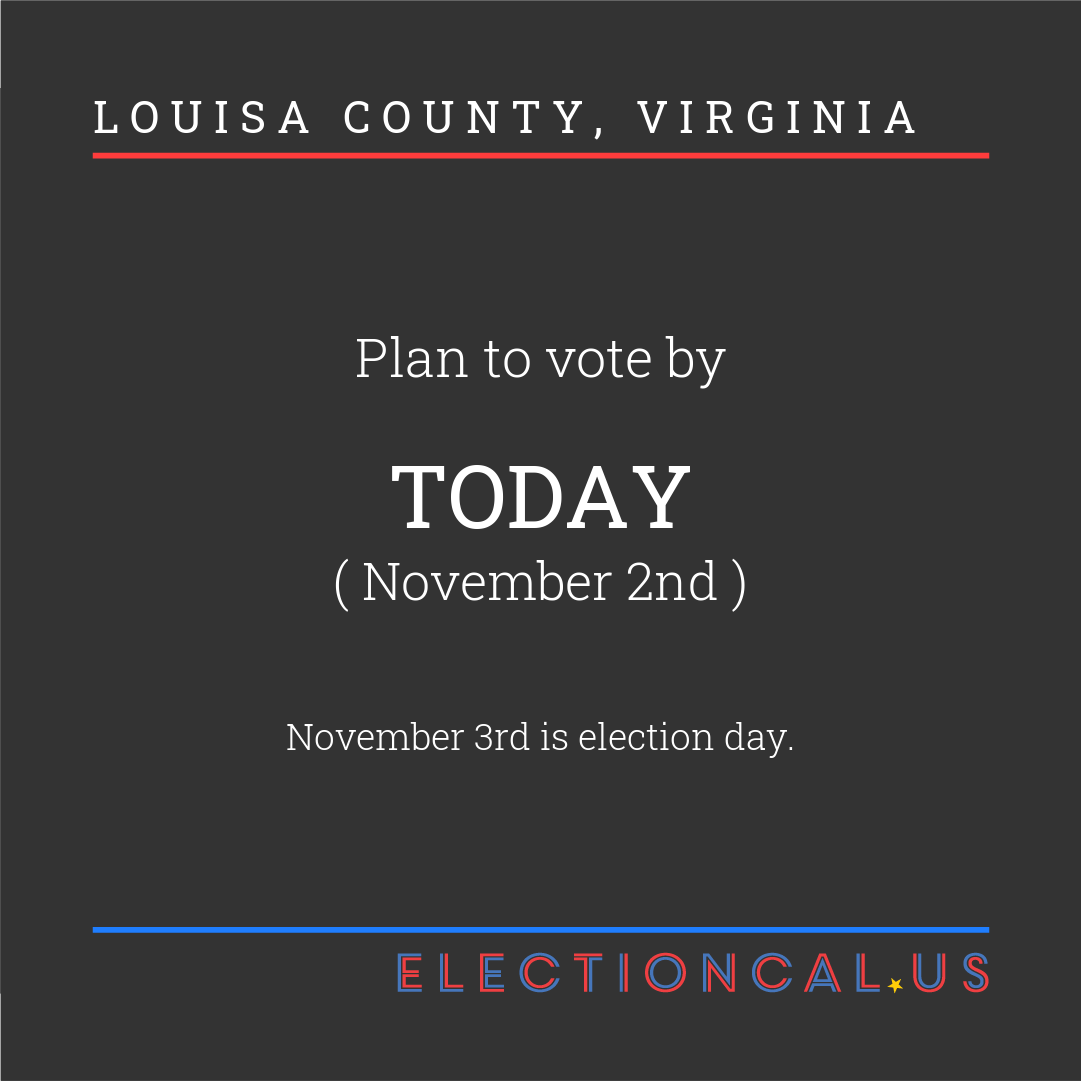 LOUISA COUNTY, VIRGINIA
Plan to vote by
TODAY
( November 2nd )
November 3rd is election day.
ELECTIONCAL.US